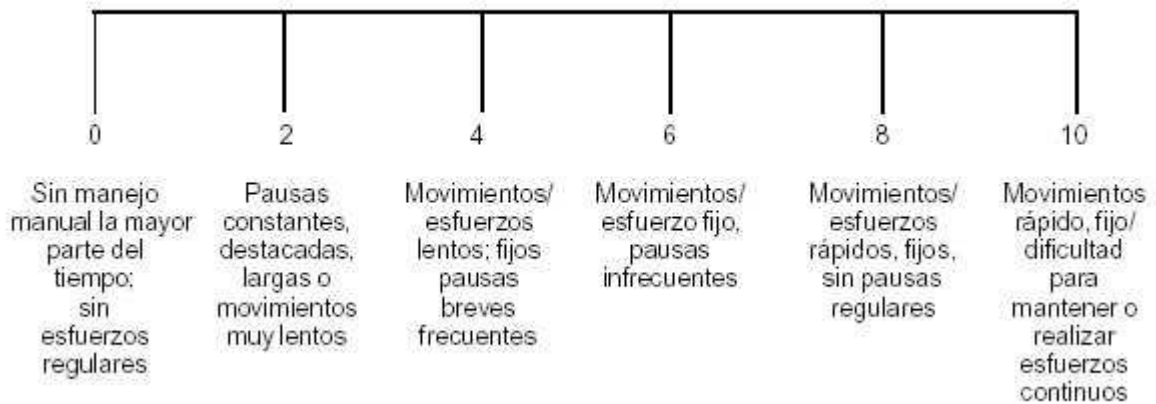 0
2
4
6
8
10
Sin manejo
manual la mayor
parte del
tiempo;
sin
esfuerzos
regulares
Pausas
constantes,
destacadas,
largas o
movimientos
muy lentos
Movimientos/
esfuerzos
lentos; fijos
pausas
breves
frecuentes
Movimientos/
esfuerzo fijo,
pausas
infrecuentes
Movimientos/
esfuerzos
rápidos, fijos,
sin pausas
regulares
Movimientos
rápido, fijo/
dificultad
para
mantener o
realizar
esfuerzos
continuos